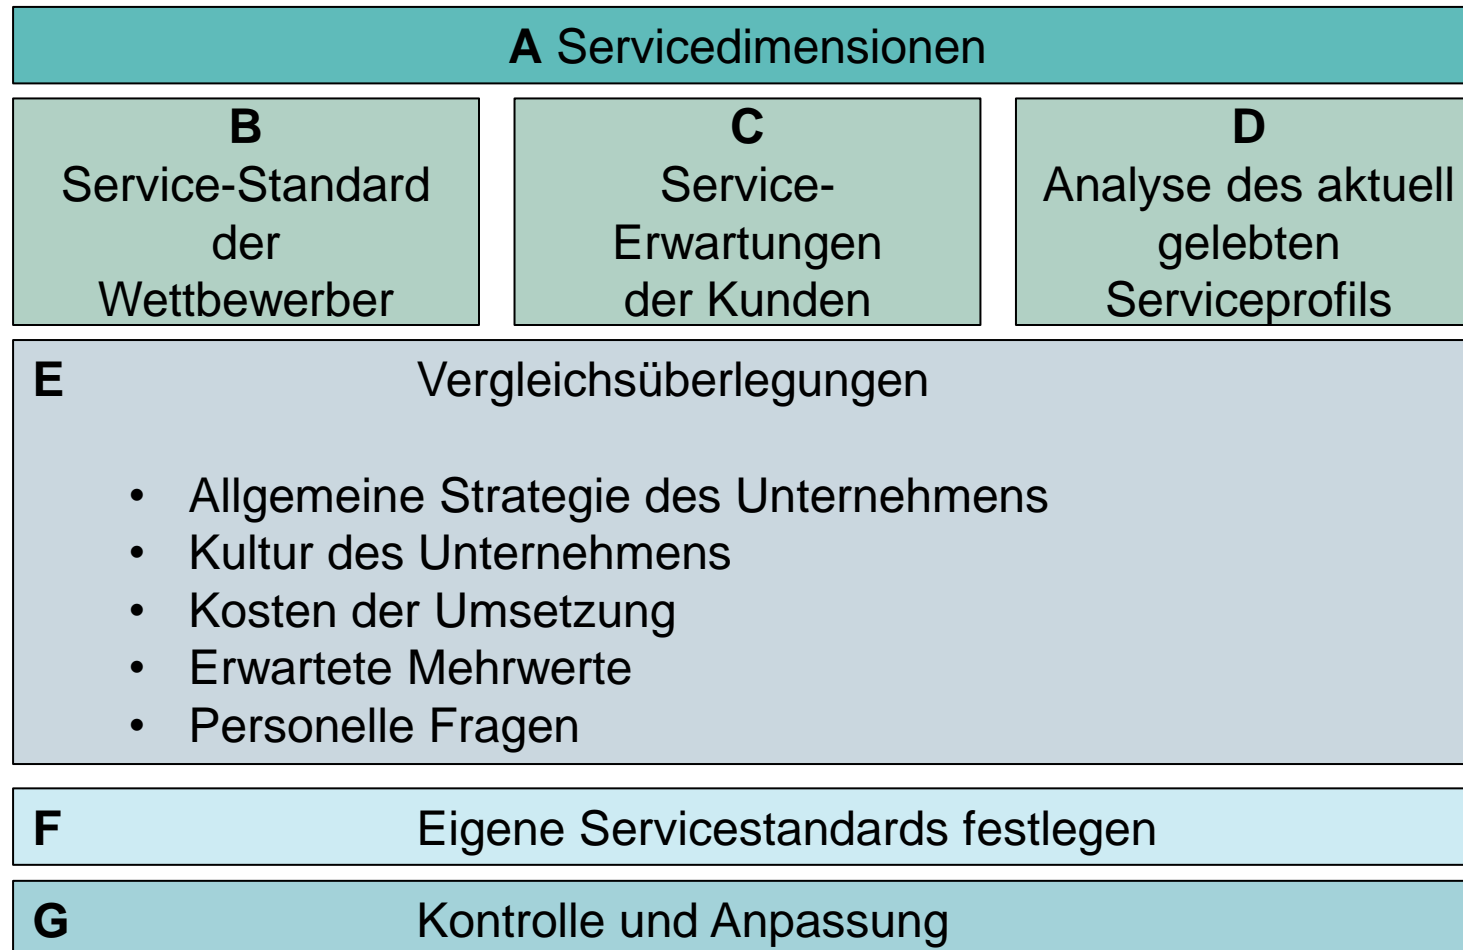 A Servicedimensionen
B
Service-Standard
der
Wettbewerber
C
Service-
Erwartungen
der Kunden
D
Analyse des aktuell
gelebten
Serviceprofils
E Vergleichsüberlegungen
• Allgemeine Strategie des Unternehmens
• Kultur des Unternehmens
• Kosten der Umsetzung
• Erwartete Mehrwerte
• Personelle Fragen
F Eigene Servicestandards festlegen
G Kontrolle und Anpassung